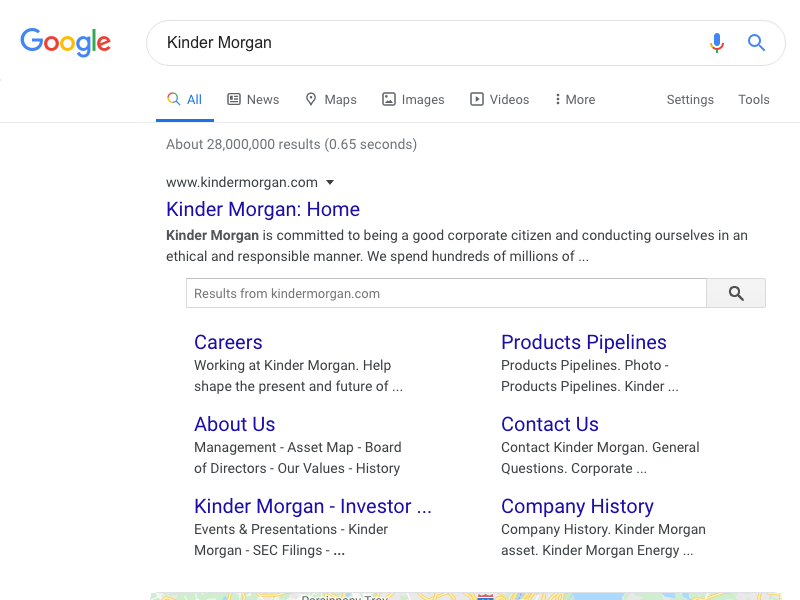 Google
Kinder Morgan
All News Maps Images Videos More Settings Tools
About 28,000,000 results (0.65 seconds)
www.kindermorgan.com
Kinder Morgan: Home
Kinder Morgan is committed to being a good corporate citizen and conducting ourselves in an
ethical and responsible manner. We spend hundreds of millions of ...
Results from kindermorgan.com
Careers
Working at Kinder Morgan. Help
shape the present and future of ...
Products Pipelines
Products Pipelines. Photo -
Products Pipelines. Kinder ...
About Us
Management - Asset Map - Board
of Directors - Our Values - History
Contact Us
Contact Kinder Morgan. General
Questions. Corporate ...
Kinder Morgan - Investor ...
Events & Presentations - Kinder
Morgan - SEC Filings - ...
Company History
Company History. Kinder Morgan
asset. Kinder Morgan Energy ...